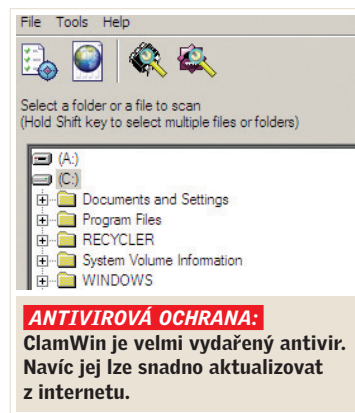 File Tools Help
Select a folder or a file to scan
(Hold Shift key to select multiple files or folders)
(A:)
(C:)
Documents and Settings
Program Files
RECYCLER
System Volume Information
WINDOWS
ANTIVIROVÁ OCHRANA:
ClamWin je velmi vydařený antivir.
Navíc jej lze snadno aktualizovat
z internetu.